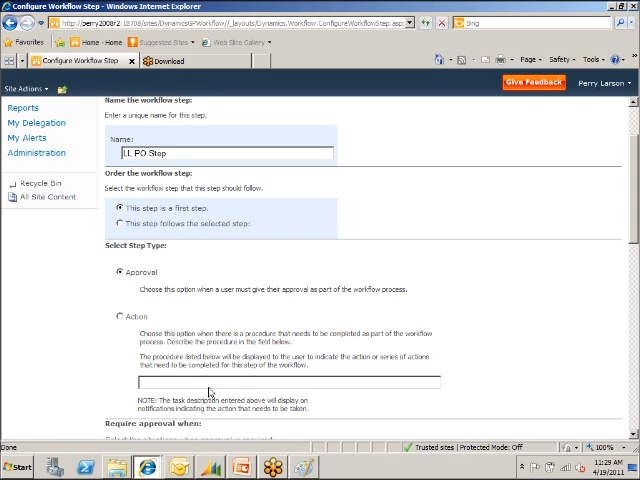 Configure Workflow Step - Windows Internet Explorer
http://perry2008r2:18708/sites/DynamicsGPWorkflow/_layouts/Dynamics.Workflow.ConfigureWorkflowStep.asp
Bing
Favorites
Home - Home
Suggested Sites
Web Slice Gallery
Configure Workflow Step
Download
Page
Safety
Tools
Site Actions
Give Feedback
Perry Larson
Reports
My Delegation
My Alerts
Administration
Recycle Bin
All Site Content
Name the workflow step:
Enter a unique name for this step.
Name:
LL PO Step
Order the workflow step:
Select the workflow step that this step should follow.
This step is a first step.
This step follows the selected step:
Select Step Type:
Approval
Choose this option when a user must give their approval as part of the workflow process.
Action
Choose this option when there is a procedure that needs to be completed as part of the workflow
process. Describe the procedure in the field below.
The procedure listed below will be displayed to the user to indicate the action or series of actions
that need to be completed for this step of the workflow.
NOTE: The task description entered above will display on
notifications indicating the action that needs to be taken.
Require approval when:
Done
Trusted sites | Protected Mode: Off
100%
Start
11:29 AM
4/19/2011